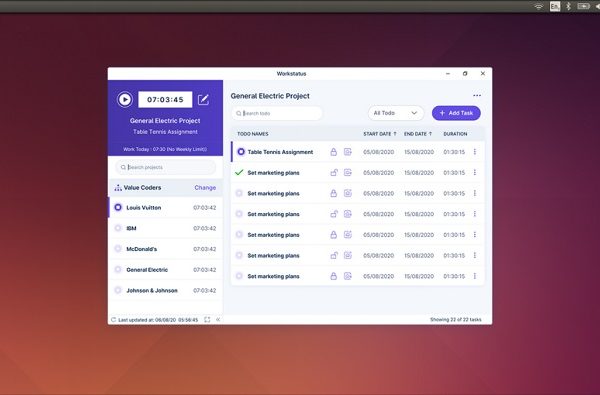 En
Workstatus
07:03:45
General Electric Project
Table Tennis Assignment
Work Today : 07:30 (No Weekly Limit)
Search projects
Value Coders Change
Louis Vuitton 07:03:42
IBM 07:03:42
McDonald's 07:03:42
General Electric 07:03:42
Johnson & Johnson 07:03:42
Last updated at: 06/08/20 05:56:45
General Electric Project
Search todo
All Todo
+ Add Task
TODO NAMES START DATE ↑ END DATE ↑ DURATION
Table Tennis Assignment 05/08/2020 15/08/2020 01:30:15
Set marketing plans 05/08/2020 15/08/2020 01:30:15
Set marketing plans 05/08/2020 15/08/2020 01:30:15
Set marketing plans 05/08/2020 15/08/2020 01:30:15
Set marketing plans 05/08/2020 15/08/2020 01:30:15
Set marketing plans 05/08/2020 15/08/2020 01:30:15
Set marketing plans 05/08/2020 15/08/2020 01:30:15
Showing 22 of 22 tasks